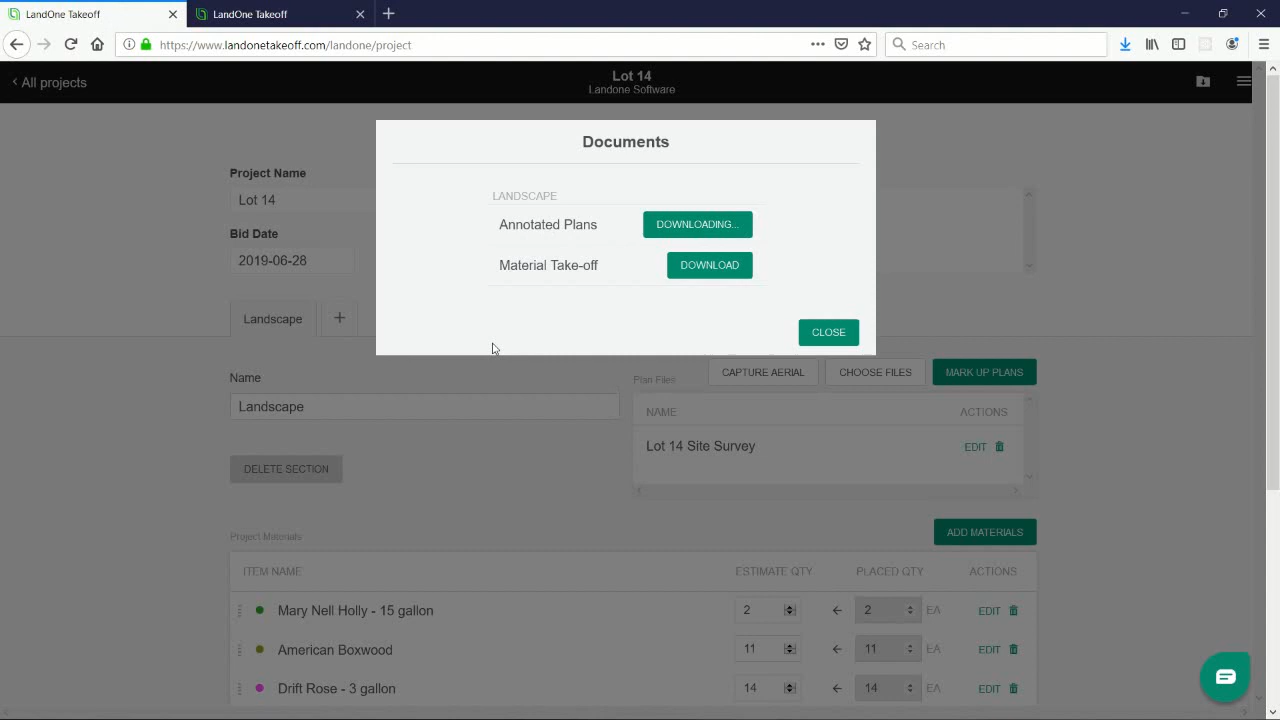 LandOne Takeoff
LandOne Takeoff
https://www.landonetakeoff.com/landone/project
Search
All projects
Lot 14
Landone Software
Documents
LANDSCAPE
Annotated Plans
DOWNLOADING...
Material Take-off
DOWNLOAD
CLOSE
Project Name
Lot 14
Bid Date
2019-06-28
Landscape
Name
Landscape
DELETE SECTION
Plan Files
CAPTURE AERIAL
CHOOSE FILES
MARK UP PLANS
NAME
ACTIONS
Lot 14 Site Survey
EDIT
Project Materials
ADD MATERIALS
ITEM NAME
ESTIMATE QTY
PLACED QTY
ACTIONS
Mary Nell Holly - 15 gallon
2
2
EA
EDIT
American Boxwood
11
11
EA
EDIT
Drift Rose - 3 gallon
14
14
EA
EDIT